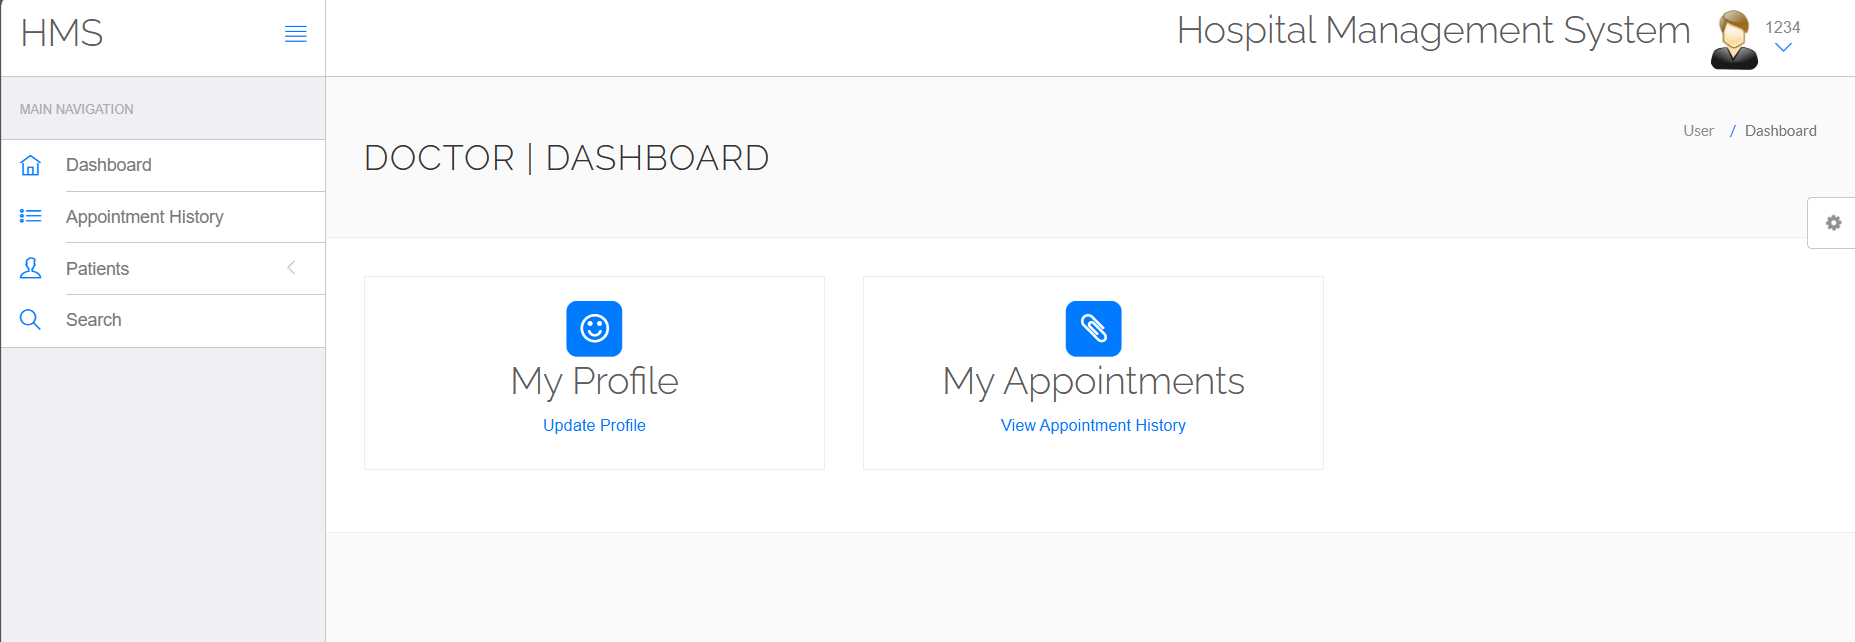 HMS
Hospital Management System
1234
MAIN NAVIGATION
Dashboard
Appointment History
Patients
Search
User / Dashboard
DOCTOR | DASHBOARD
My Profile
Update Profile
My Appointments
View Appointment History